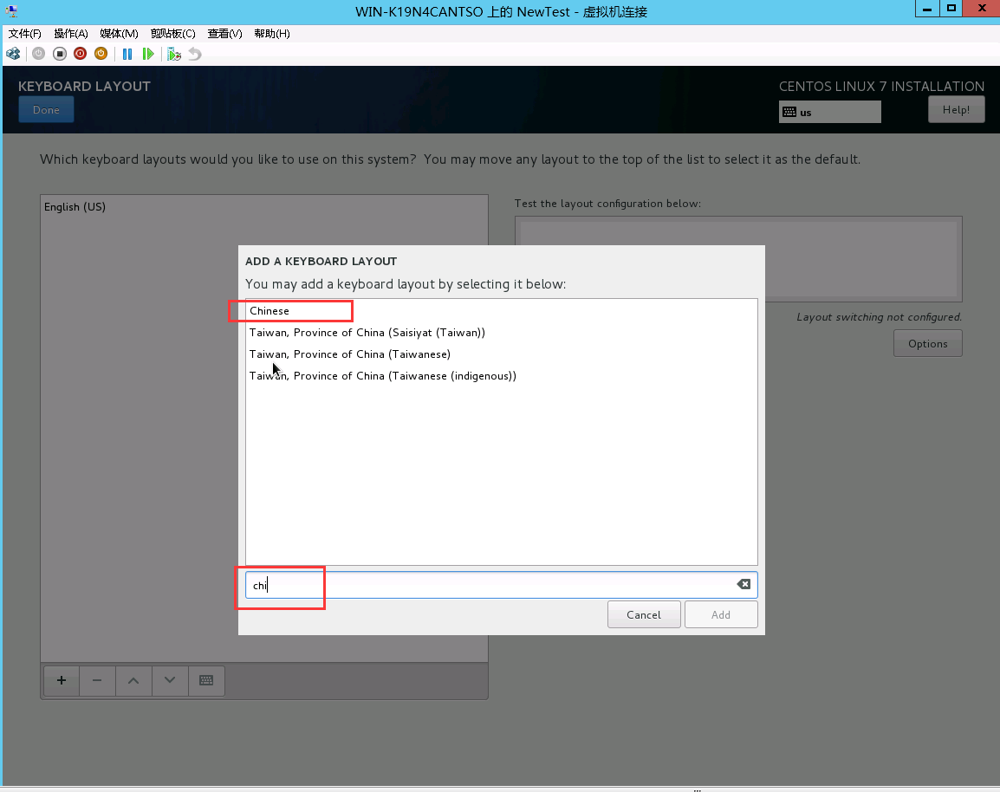 WIN-K19N4CANTSO 上的 NewTest - 虚拟机连接
文件(F) 操作(A) 媒体(M) 剪贴板(C) 查看(V) 帮助(H)
KEYBOARD LAYOUT
CENTOS LINUX 7 INSTALLATION
Done
us
Help!
Which keyboard layouts would you like to use on this system? You may move any layout to the top of the list to select it as the default.
English (US)
Test the layout configuration below:
ADD A KEYBOARD LAYOUT
You may add a keyboard layout by selecting it below:
Chinese
Taiwan, Province of China (Saisiyat (Taiwan))
Taiwan, Province of China (Taiwanese)
Taiwan, Province of China (Taiwanese (indigenous))
Layout switching not configured.
Options
chi
Cancel
Add